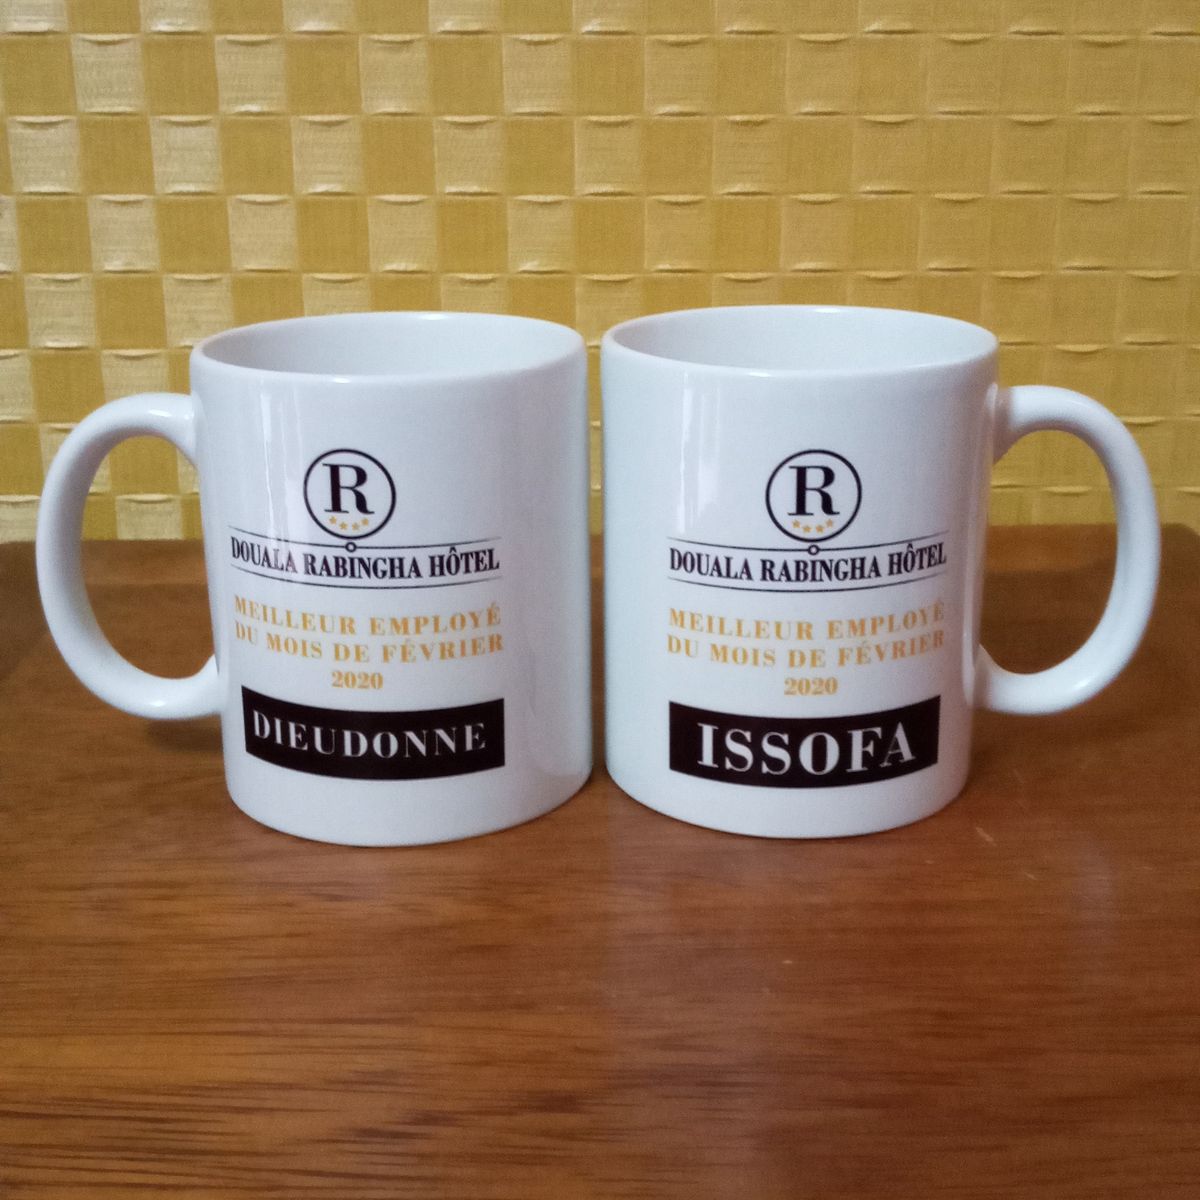 R
DOUALA RABINGHA HÔTEL
MEILLEUR EMPLOYÉ
DU MOIS DE FÉVRIER
2020
DIEUDONNE
R
DOUALA RABINGHA HÔTEL
MEILLEUR EMPLOYÉ
DU MOIS DE FÉVRIER
2020
ISSOFA